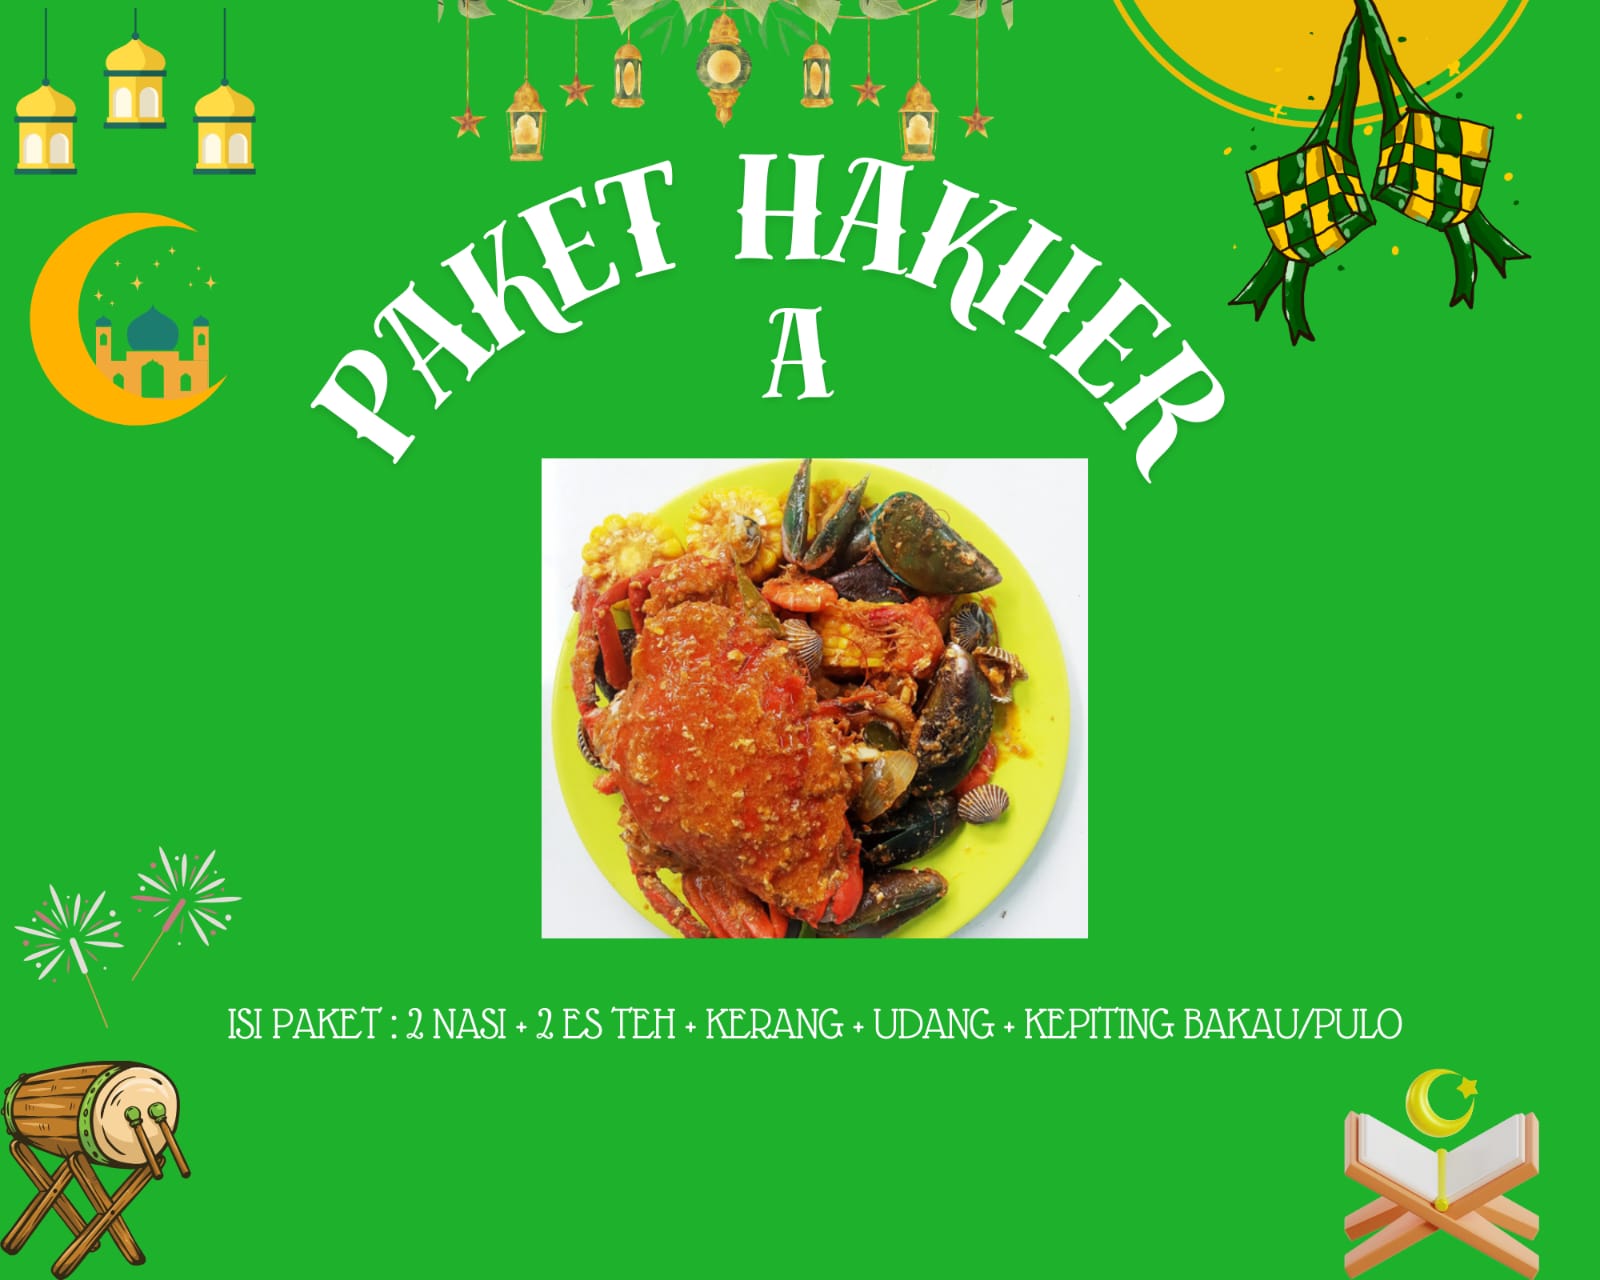 PAKET HAKHER
A
ISI PAKET : 2 NASI + 2 ES TEH + KERANG + UDANG + KEPITING BAKAU/PULO